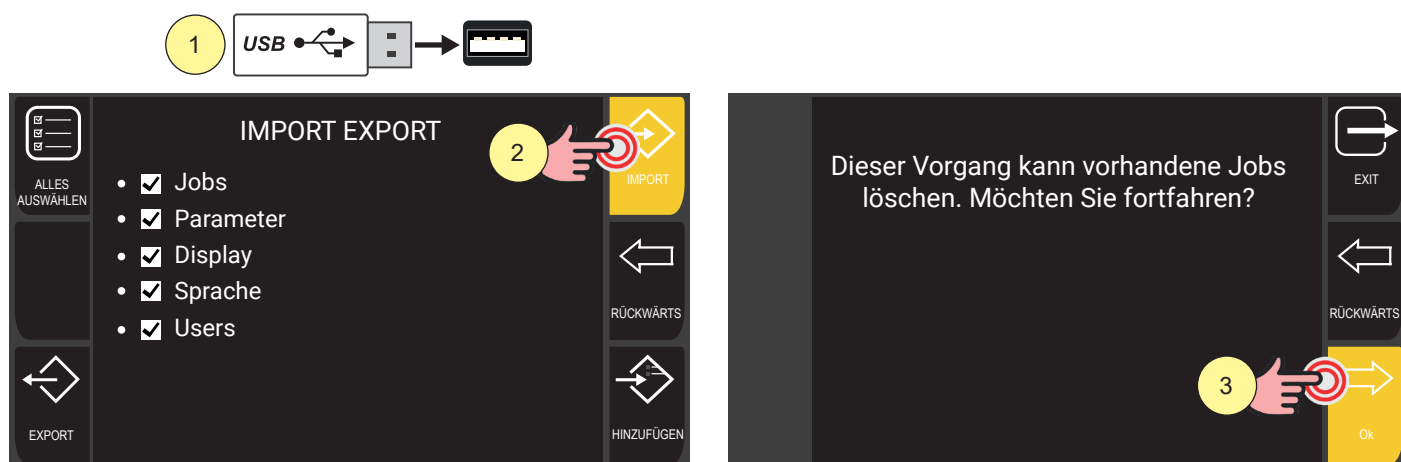 1
USB
IMPORT EXPORT
2
ALLES
AUSWÄHLEN
IMPORT
Jobs
Parameter
Display
Sprache
Users
RÜCKWÄRTS
EXPORT
HINZUFÜGEN
Dieser Vorgang kann vorhandene Jobs
löschen. Möchten Sie fortfahren?
EXIT
RÜCKWÄRTS
3
Ok